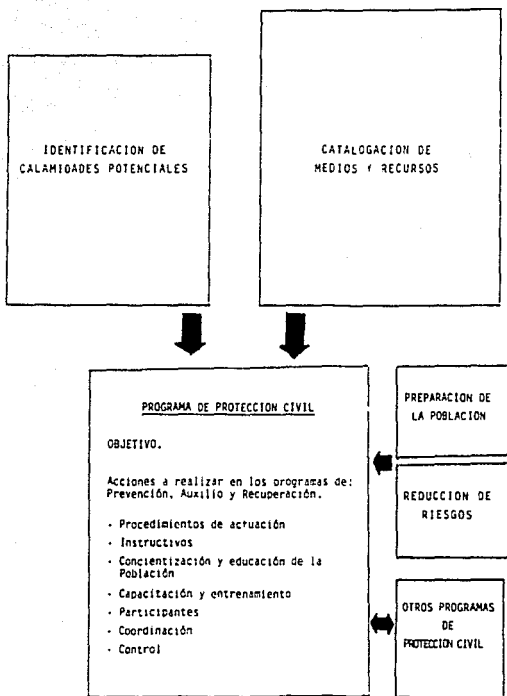 IDENTIFICACION DE
CALAMIDADES POTENCIALES
CATALOGACION DE
MEDIOS Y RECURSOS
PROGRAMA DE PROTECCION CIVIL
OBJETIVO.
Acciones a realizar en los programas de:
Prevención, Auxilio y Recuperación.
- Procedimientos de actuación
- Instructivos
- Concientización y educación de la
Población
- Capacitación y entrenamiento
- Participantes
- Coordinación
- Control
PREPARACION DE
LA POBLACION
REDUCCION DE
RIESGOS
OTROS PROGRAMAS
DE
PROTECCION CIVIL